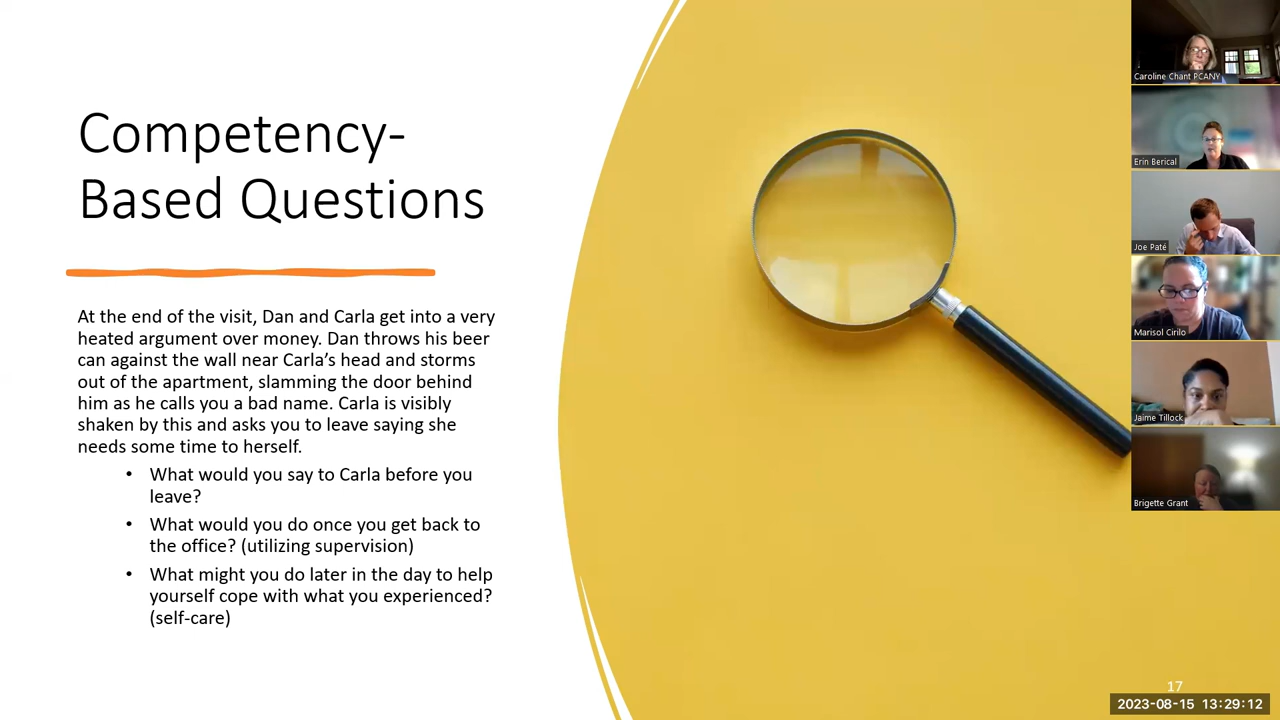 Competency-
Based Questions
At the end of the visit, Dan and Carla get into a very
heated argument over money. Dan throws his beer
can against the wall near Carla’s head and storms
out of the apartment, slamming the door behind
him as he calls you a bad name. Carla is visibly
shaken by this and asks you to leave saying she
needs some time to herself.
• What would you say to Carla before you
leave?
• What would you do once you get back to
the office? (utilizing supervision)
• What might you do later in the day to help
yourself cope with what you experienced?
(self-care)
Caroline Chant PCANY
Erin Berical
Joe Paté
Marisol Cirilo
Jaime Tillock
Brigette Grant
17
2023-08-15 13:29:12